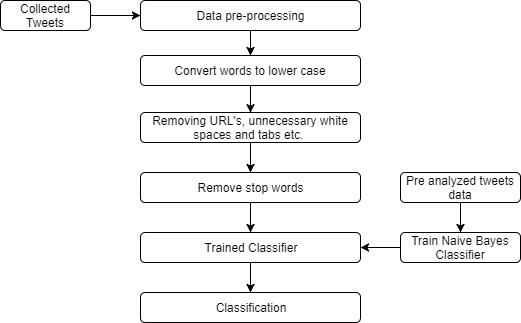 Collected
Tweets
Data pre-processing
Convert words to lower case
Removing URL's, unnecessary white
spaces and tabs etc.
Remove stop words
Pre analyzed tweets
data
Trained Classifier
Train Naive Bayes
Classifier
Classification